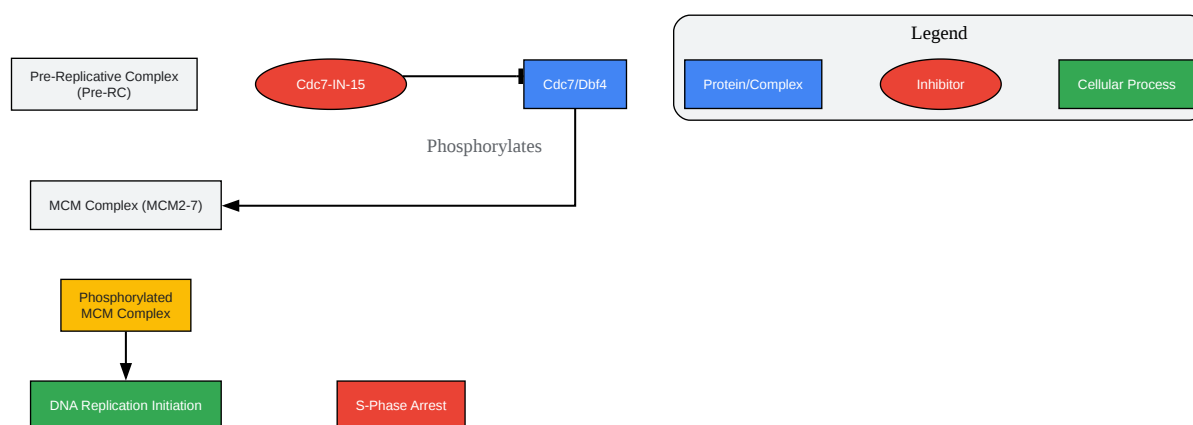 Legend
Pre-Replicative Complex
(Pre-RC)
Cdc7-IN-15
Cdc7/Dbf4
Protein/Complex
Inhibitor
Cellular Process
Phosphorylates
MCM Complex (MCM2-7)
Phosphorylated
MCM Complex
DNA Replication Initiation
S-Phase Arrest